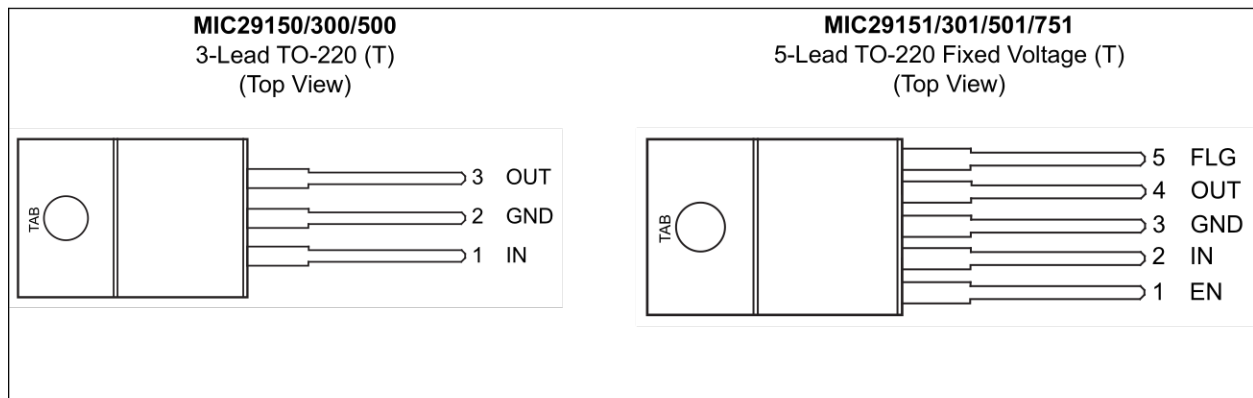 MIC29150/300/500
3-Lead TO-220 (T)
(Top View)
TAB
3 OUT
2 GND
1 IN
MIC29151/301/501/751
5-Lead TO-220 Fixed Voltage (T)
(Top View)
TAB
5 FLG
4 OUT
3 GND
2 IN
1 EN